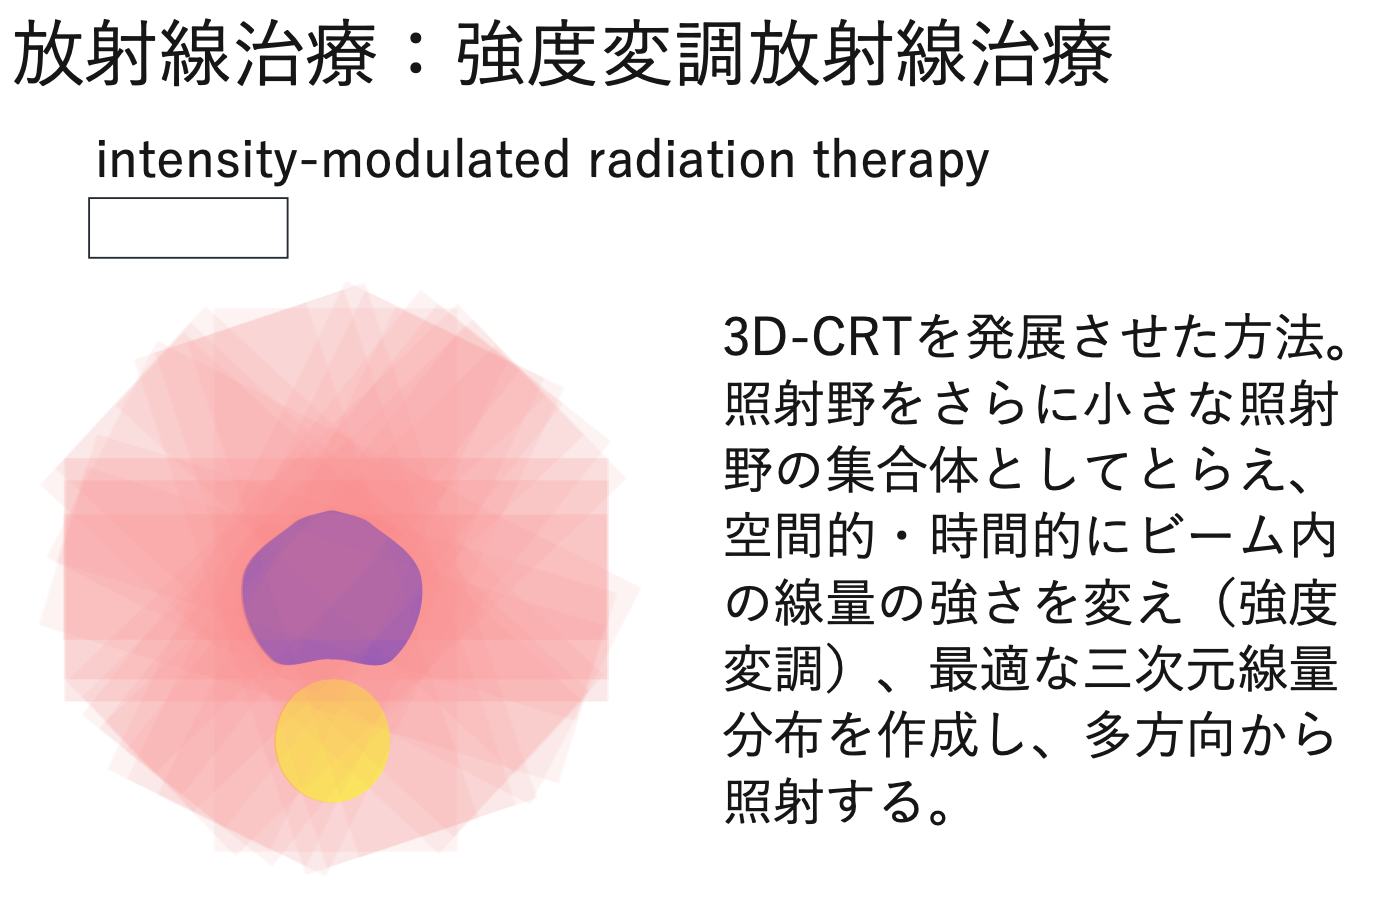 放射線治療：強度変調放射線治療
intensity-modulated radiation therapy
3D-CRTを発展させた方法。
照射野をさらに小さな照射
野の集合体としてとらえ、
空間的・時間的にビーム内
の線量の強さを変え（強度
変調）、最適な三次元線量
分布を作成し、多方向から
照射する。